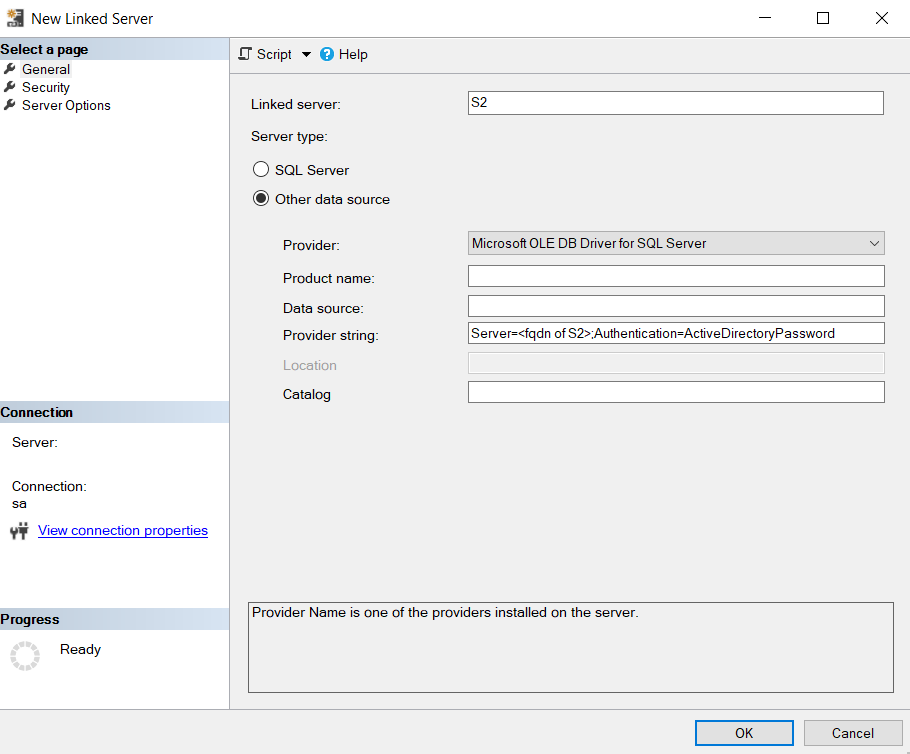 New Linked Server
Select a page
General
Security
Server Options
Script
Help
Linked server:
S2
Server type:
SQL Server
Other data source
Provider:
Microsoft OLE DB Driver for SQL Server
Product name:
Data source:
Provider string:
Server=<fqdn of S2>;Authentication=ActiveDirectoryPassword
Location
Catalog
Connection
Server:
Connection:
sa
View connection properties
Progress
Ready
Provider Name is one of the providers installed on the server.
OK
Cancel